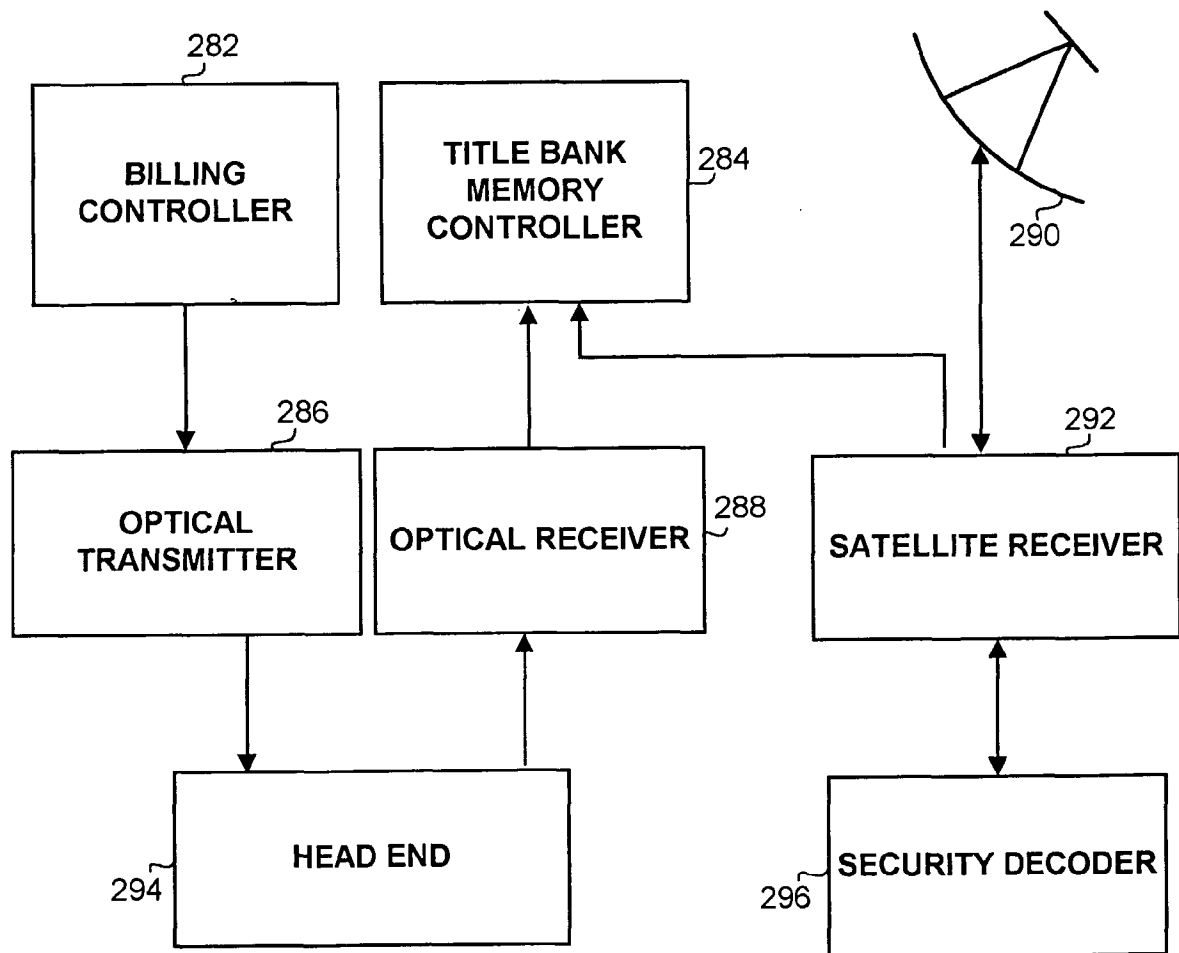 282
BILLING
CONTROLLER
TITLE BANK
MEMORY
CONTROLLER
284
290
286
OPTICAL
TRANSMITTER
OPTICAL RECEIVER
288
292
SATELLITE RECEIVER
HEAD END
294
SECURITY DECODER
296